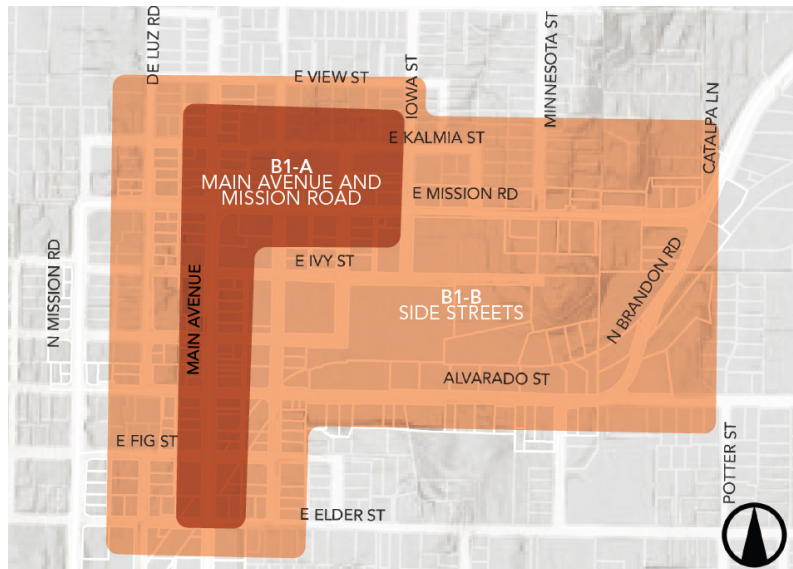 DE LUZ RD
E VIEW ST
IOWA ST
MINNESOTA ST
CATALPA LN
E KALMIA ST
B1-A
MAIN AVENUE AND
MISSION ROAD
E MISSION RD
N MISSION RD
MAIN AVENUE
E IVY ST
B1-B
SIDE STREETS
N BRANDON RD
ALVARADO ST
E FIG ST
POTTER ST
E ELDER ST